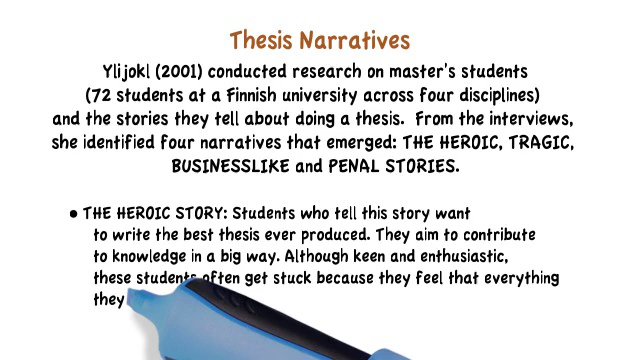 Thesis Narratives
Ylijokl (2001) conducted research on master's students
(72 students at a Finnish university across four disciplines)
and the stories they tell about doing a thesis. From the interviews,
she identified four narratives that emerged: THE HEROIC, TRAGIC,
BUSINESSLIKE and PENAL STORIES.
• THE HEROIC STORY: Students who tell this story want
to write the best thesis ever produced. They aim to contribute
to knowledge in a big way. Although keen and enthusiastic,
these students often get stuck because they feel that everything
they